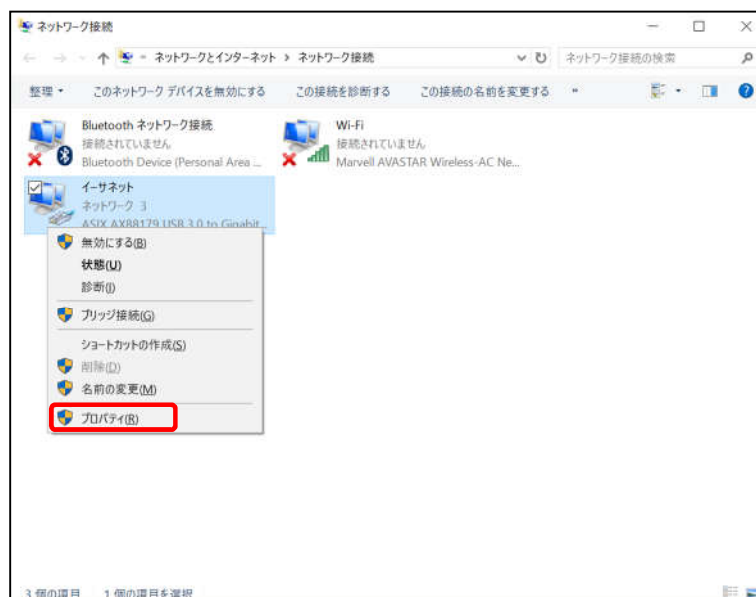 ネットワーク接続
ネットワークとインターネット › ネットワーク接続
ネットワーク接続の検索
整理 このネットワーク デバイスを無効にする この接続を診断する この接続の名前を変更する »
Bluetooth ネットワーク接続
接続されていません
Bluetooth Device (Personal Area ...
Wi-Fi
接続されていません
Marvell AVASTAR Wireless-AC Ne...
イーサネット
ネットワーク 3
ASIX AX88179 USB 3.0 to Gigabit...
無効にする(B)
状態(U)
診断(I)
ブリッジ接続(G)
ショートカットの作成(S)
削除(D)
名前の変更(M)
プロパティ(R)
3 個の項目 1 個の項目を選択